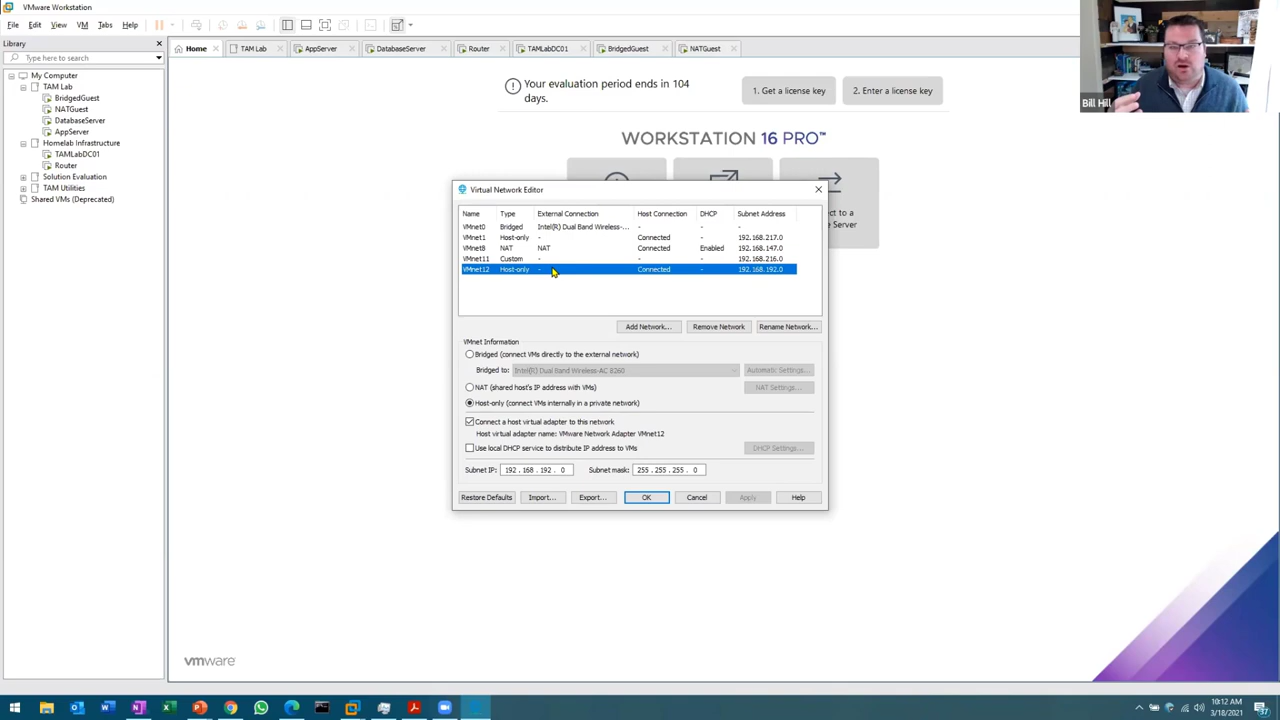 VMware Workstation
File Edit View VM Tabs Help
Library
Type here to search
My Computer
TAM Lab
BridgedGuest
NATGuest
DatabaseServer
AppServer
Homelab Infrastructure
TAMLabDC01
Router
Solution Evaluation
TAM Utilities
Shared VMs (Deprecated)
Home TAM Lab AppServer DatabaseServer Router TAMLabDC01 BridgedGuest NATGuest
Your evaluation period ends in 104
days.
1. Get a license key 2. Enter a license key
WORKSTATION 16 PRO™
ct to a
Server
Bill Hill
Virtual Network Editor
Name Type External Connection Host Connection DHCP Subnet Address
VMnet0 Bridged Intel(R) Dual Band Wireless-... - - -
VMnet1 Host-only - Connected - 192.168.217.0
VMnet8 NAT NAT Connected Enabled 192.168.147.0
VMnet11 Custom - - - 192.168.216.0
VMnet12 Host-only - Connected - 192.168.192.0
Add Network... Remove Network Rename Network...
VMnet Information
Bridged (connect VMs directly to the external network)
Bridged to: Intel(R) Dual Band Wireless-AC 8260 Automatic Settings...
NAT (shared host's IP address with VMs) NAT Settings...
Host-only (connect VMs internally in a private network)
Connect a host virtual adapter to this network
Host virtual adapter name: VMware Network Adapter VMnet12
Use local DHCP service to distribute IP address to VMs DHCP Settings...
Subnet IP: 192 . 168 . 192 . 0 Subnet mask: 255 . 255 . 255 . 0
Restore Defaults Import... Export... OK Cancel Apply Help
vmware
10:12 AM
3/18/2021
37